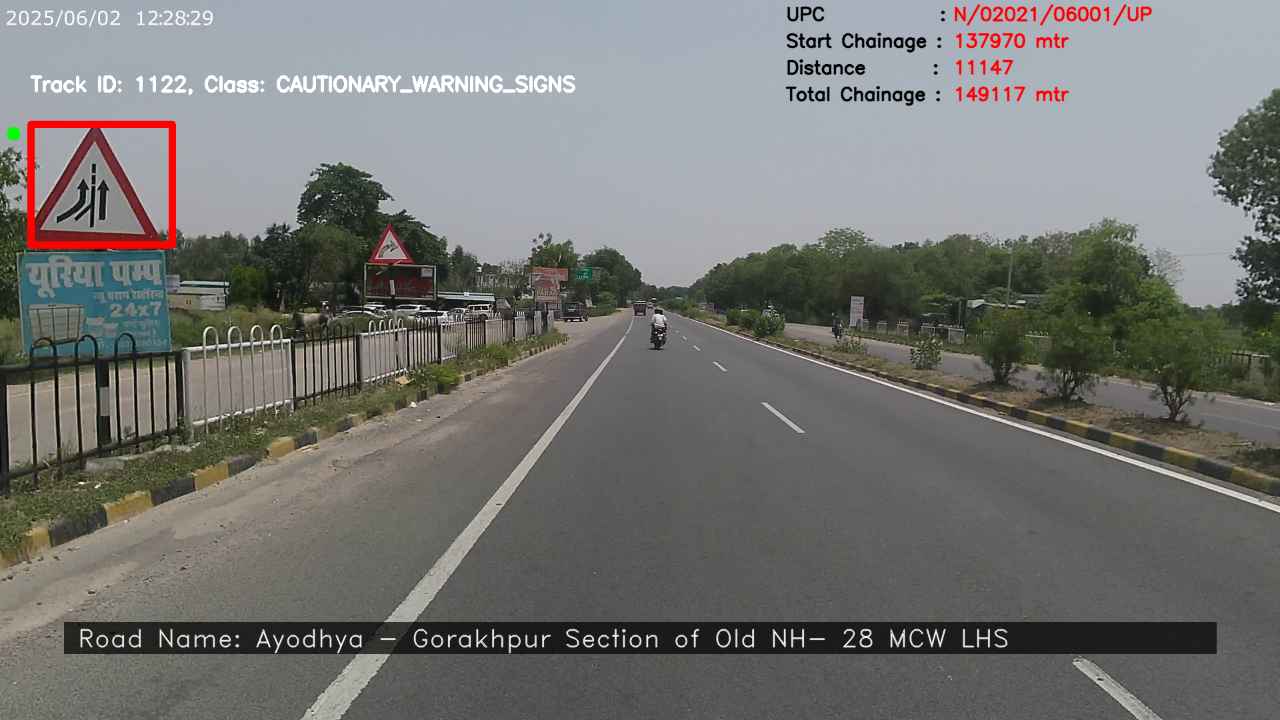 2025/06/02 12:28:29
UPC : N/02021/06001/UP
Start Chainage : 137970 mtr
Distance : 11147
Total Chainage : 149117 mtr
Track ID: 1122, Class: CAUTIONARY_WARNING_SIGNS
यूरिया पम्प
24x7
Road Name: Ayodhya - Gorakhpur Section of Old NH- 28 MCW LHS